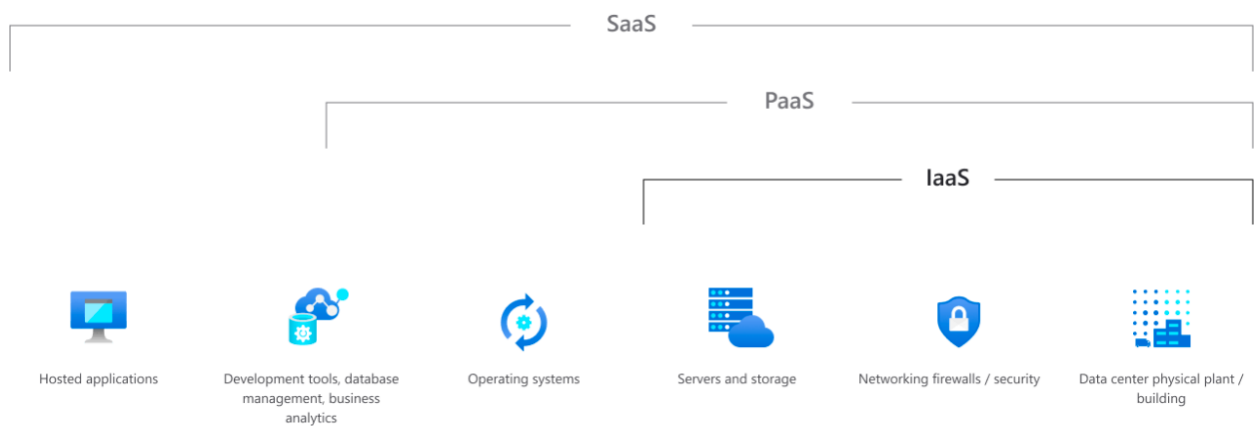 SaaS
PaaS
IaaS
Hosted applications
Development tools, database
management, business
analytics
Operating systems
Servers and storage
Networking firewalls / security
Data center physical plant /
building